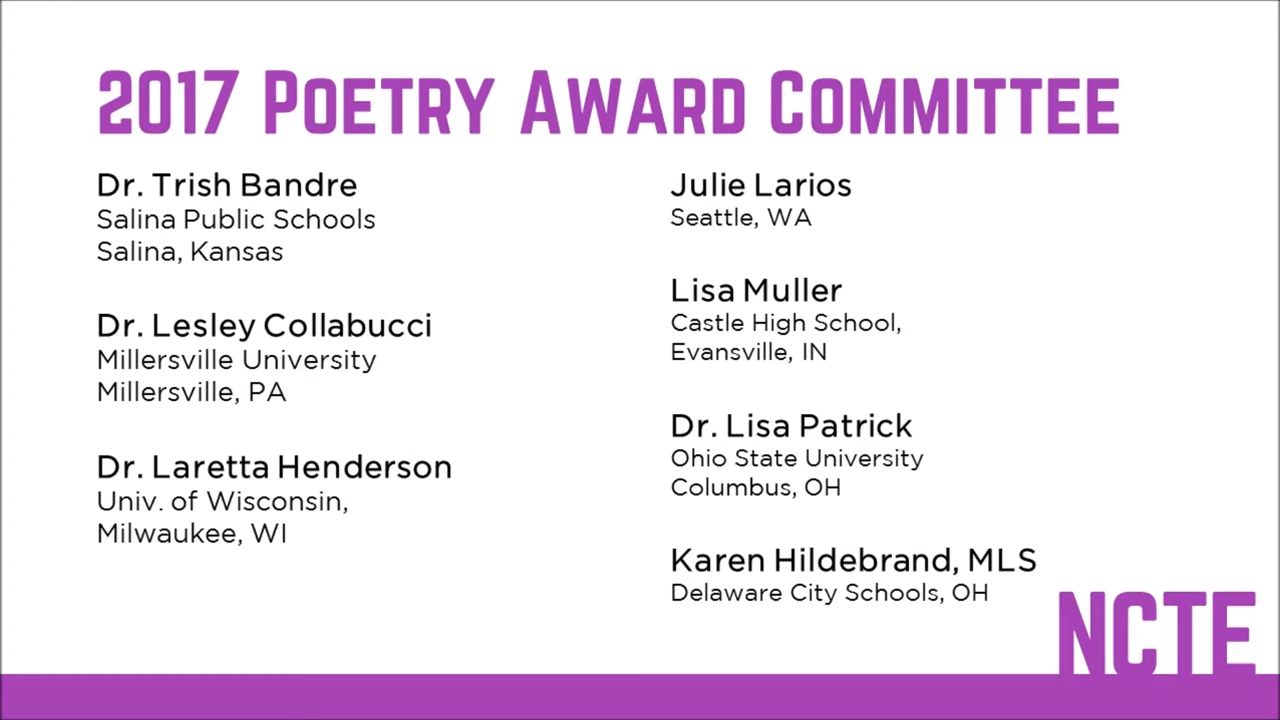 2017 Poetry Award Committee
Dr. Trish Bandre
Salina Public Schools
Salina, Kansas
Dr. Lesley Collabucci
Millersville University
Millersville, PA
Dr. Laretta Henderson
Univ. of Wisconsin,
Milwaukee, WI
Julie Larios
Seattle, WA
Lisa Muller
Castle High School,
Evansville, IN
Dr. Lisa Patrick
Ohio State University
Columbus, OH
Karen Hildebrand, MLS
Delaware City Schools, OH
NCTE